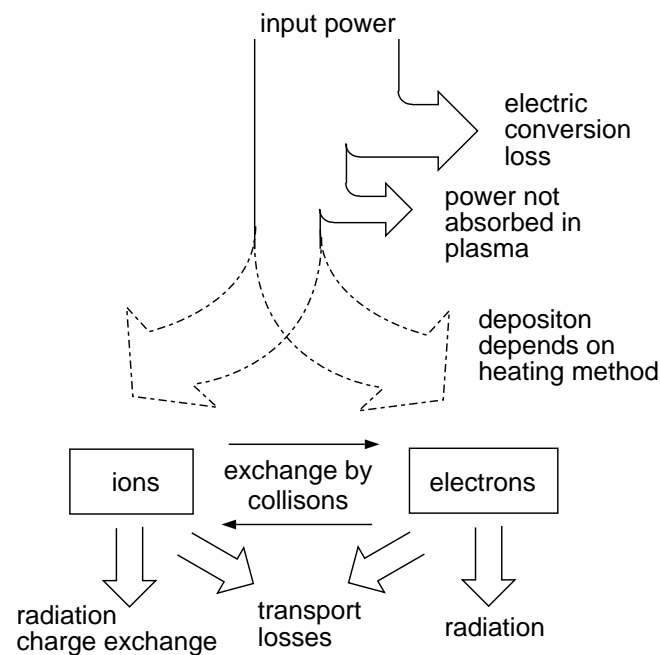 input power
electric
conversion
loss
power not
absorbed in
plasma
depositon
depends on
heating method
ions
exchange by
collisons
electrons
radiation
charge exchange
transport
losses
radiation